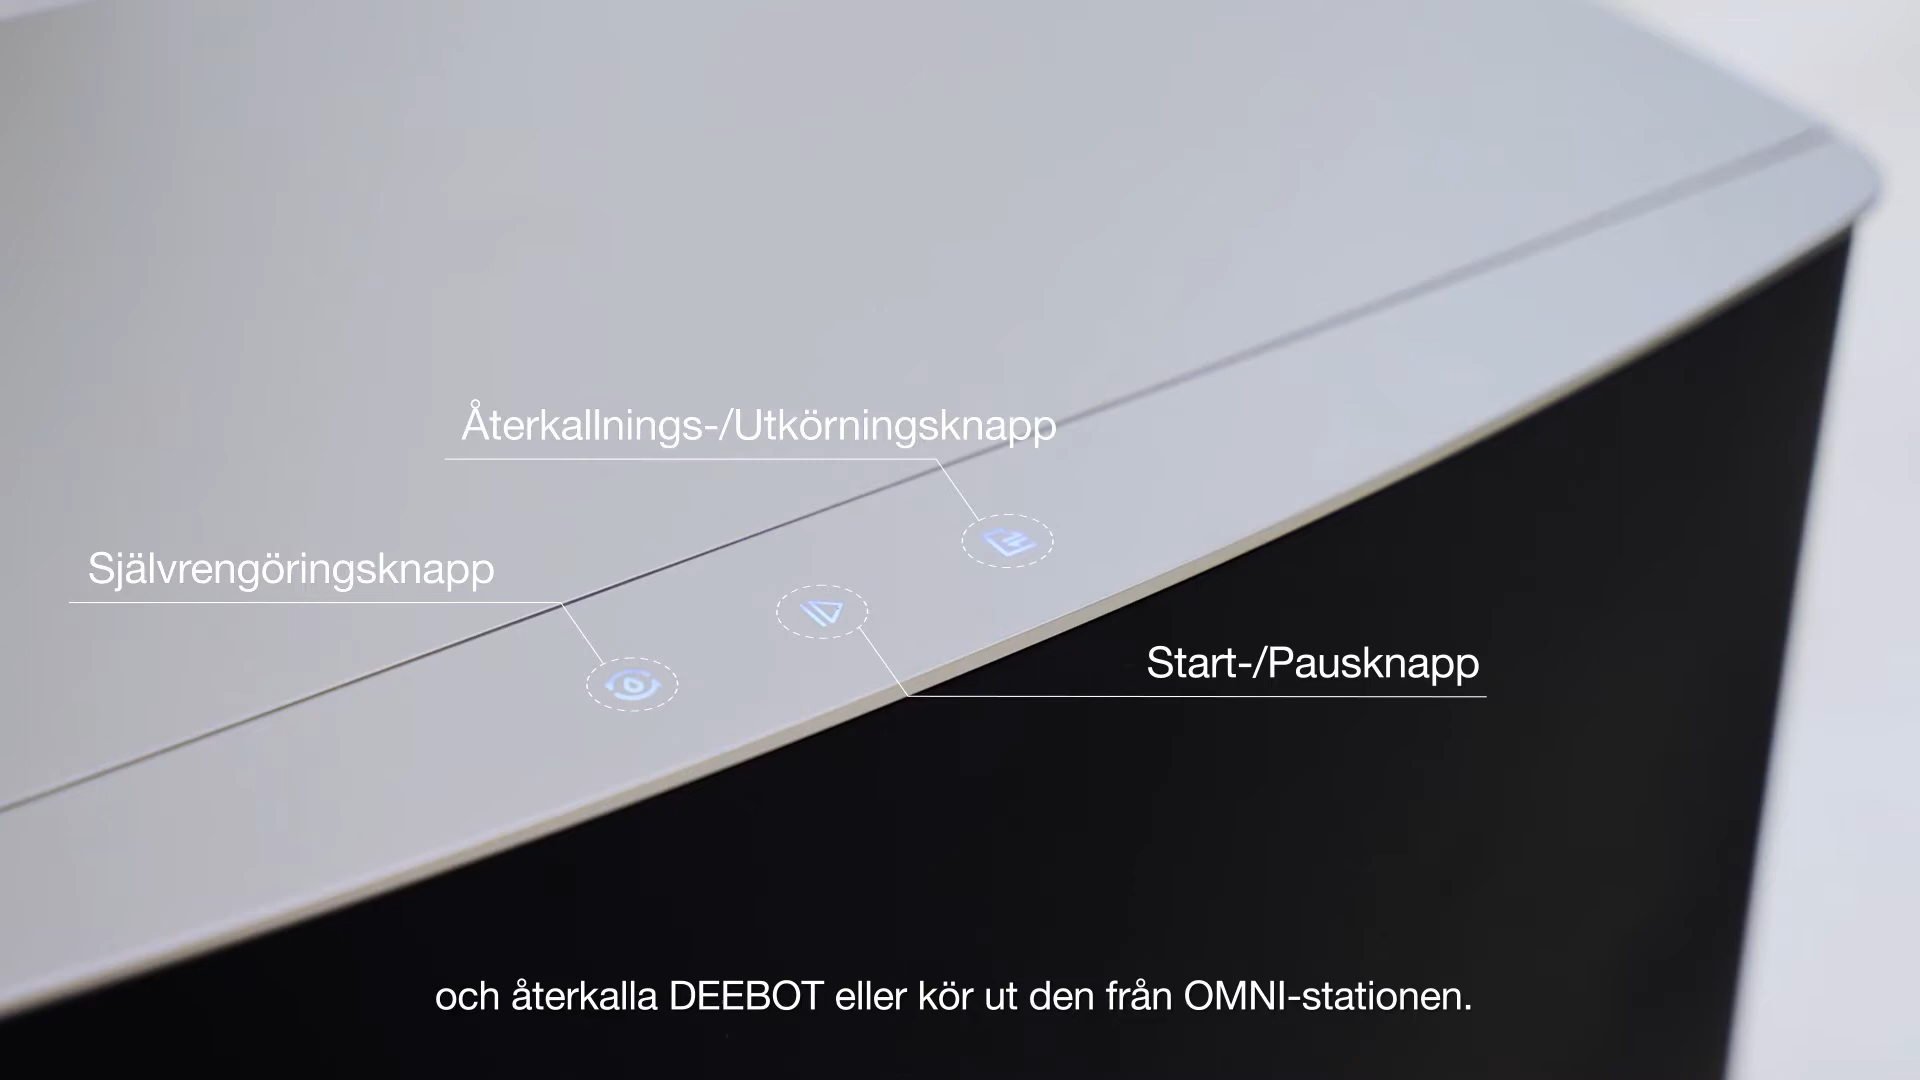 Återkallnings-/Utkörningsknapp
Självrengöringsknapp
Start-/Pausknapp
och återkalla DEEBOT eller kör ut den från OMNI-stationen.